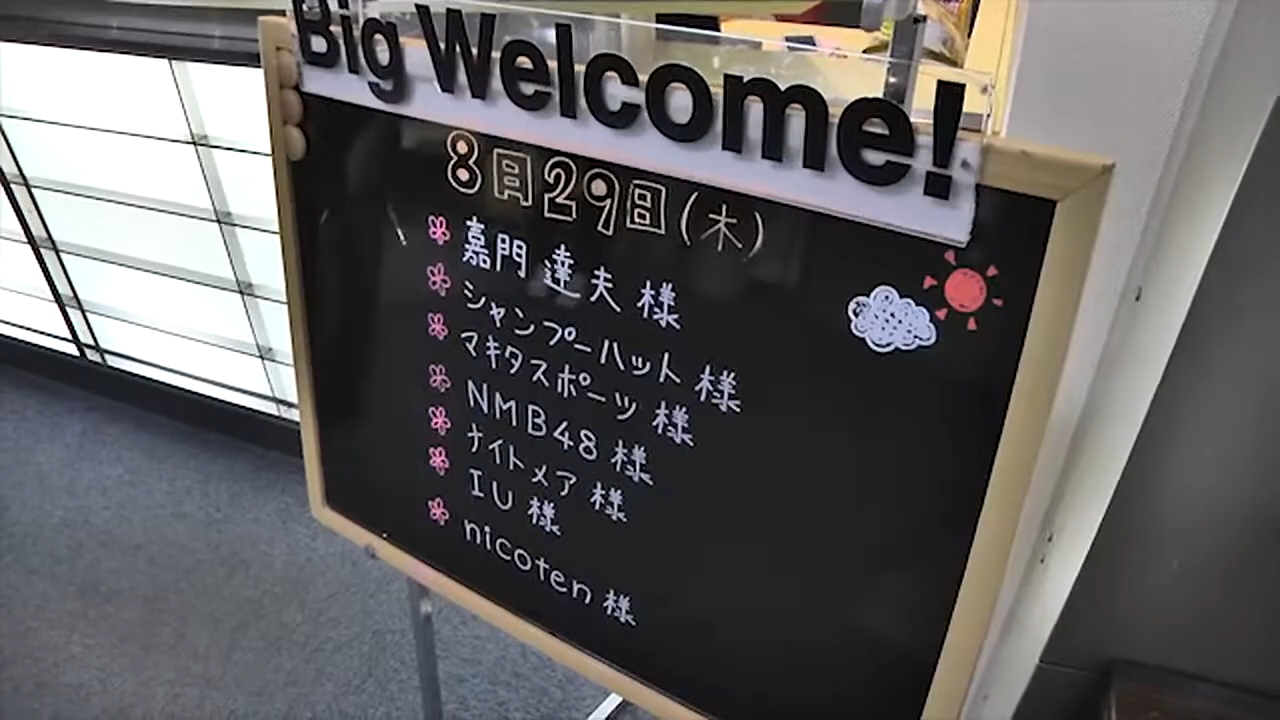 Big Welcome!
8月29日(木)
嘉門 達夫 様
シャンプーハット 様
マキタスポーツ 様
NMB48 様
ナイトメア 様
IU 様
nicoten 様